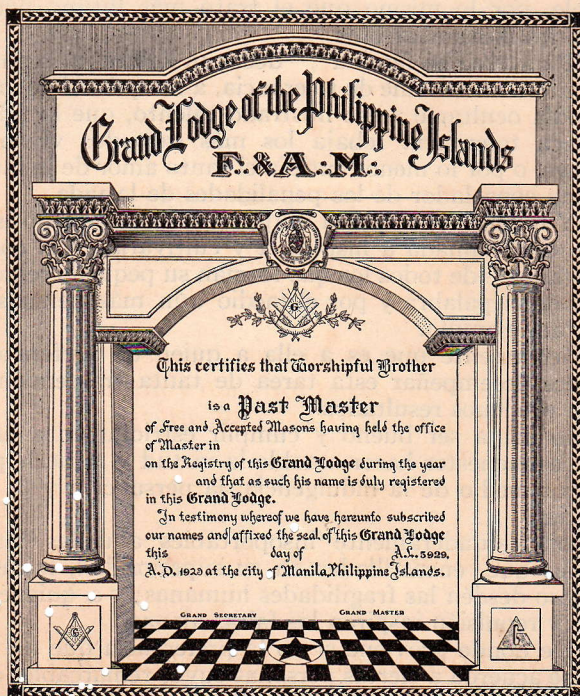 Grand Lodge of the Philippine Islands
F∴ & A∴M∴
G
This certifies that Worshipful Brother
is a Past Master
of Free and Accepted Masons having held the office
of Master in
on the Registry of this Grand Lodge during the year
and that as such his name is duly registered
in this Grand Lodge.
In testimony whereof we have hereunto subscribed
our names and affixed the seal of this Grand Lodge
this day of A.L. 5929,
A.D. 1929 at the city of Manila, Philippine Islands.
GRAND SECRETARY GRAND MASTER
G
G